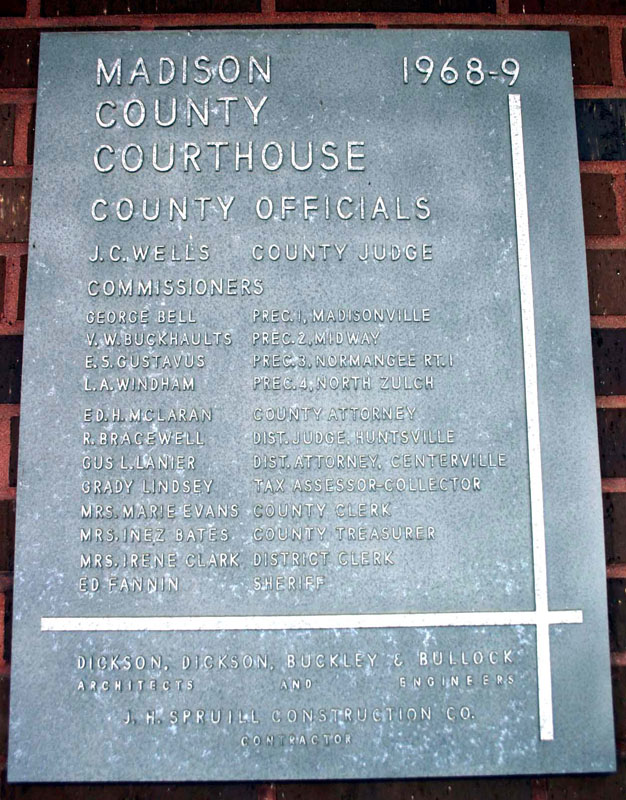 MADISON 1968-9
COUNTY
COURTHOUSE
COUNTY OFFICIALS
J.C. WELLS COUNTY JUDGE
COMMISSIONERS
GEORGE BELL PREC. 1, MADISONVILLE
V.W. BUCKHAULTS PREC. 2, MIDWAY
E.S. GUSTAVUS PREC. 3, NORMANGEE RT. 1
L.A. WINDHAM PREC. 4, NORTH ZULCH
ED. H. MCLARAN COUNTY ATTORNEY
R. BRACEWELL DIST. JUDGE, HUNTSVILLE
GUS L. LANIER DIST. ATTORNEY, CENTERVILLE
GRADY LINDSEY TAX ASSESSOR-COLLECTOR
MRS. MARIE EVANS COUNTY CLERK
MRS. INEZ BATES COUNTY TREASURER
MRS. IRENE CLARK DISTRICT CLERK
ED FANNIN SHERIFF
DICKSON, DICKSON, BUCKLEY & BULLOCK
ARCHITECTS AND ENGINEERS
J. H. SPRUILL CONSTRUCTION CO.
CONTRACTOR